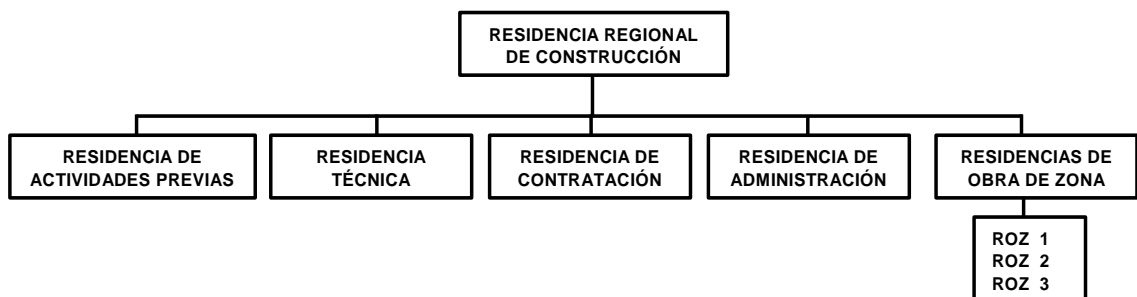 RESIDENCIA REGIONAL
DE CONSTRUCCIÓN
RESIDENCIA DE
ACTIVIDADES PREVIAS
RESIDENCIA
TÉCNICA
RESIDENCIA DE
CONTRATACIÓN
RESIDENCIA DE
ADMINISTRACIÓN
RESIDENCIAS DE
OBRA DE ZONA
ROZ 1
ROZ 2
ROZ 3